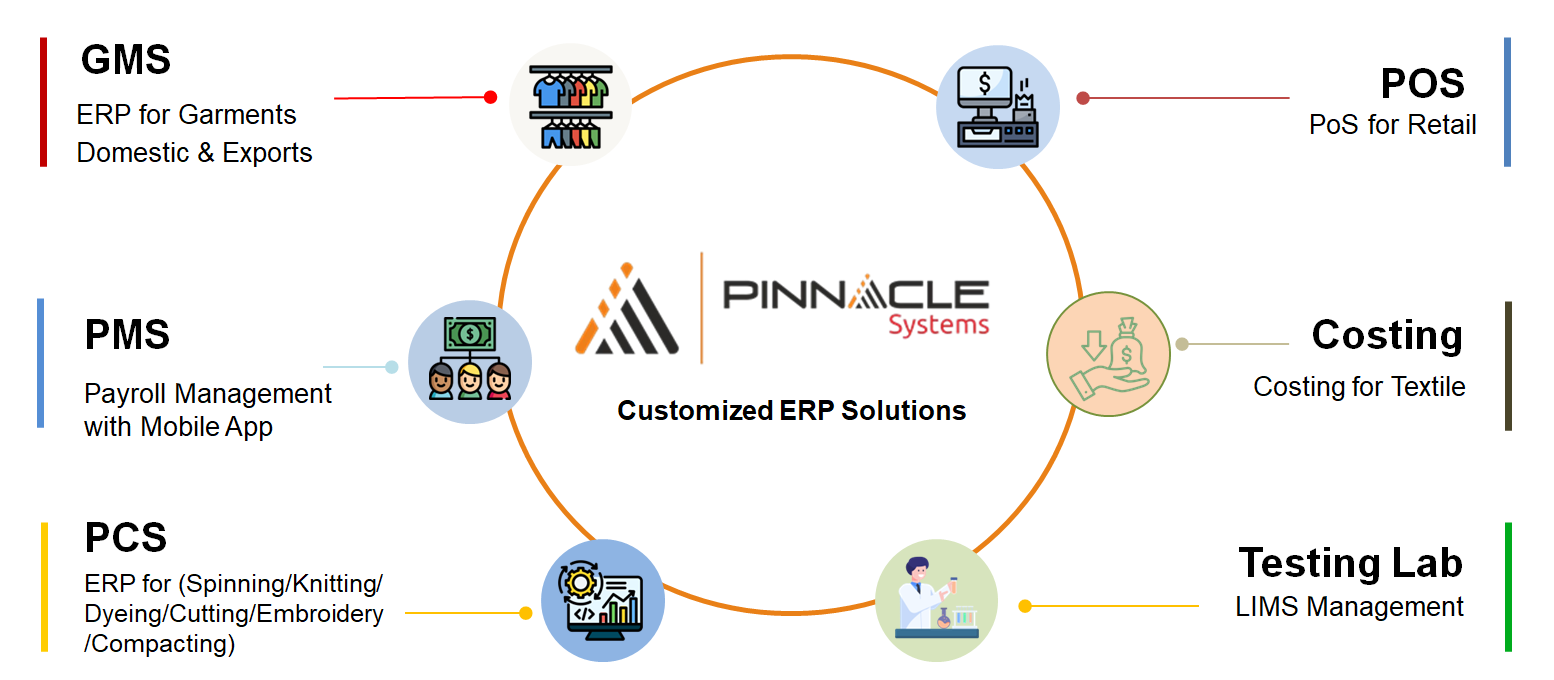 GMS
ERP for Garments
Domestic & Exports
PMS
Payroll Management
with Mobile App
PCS
ERP for (Spinning/Knitting/
Dyeing/Cutting/Embroidery
/Compacting)
PINNACLE
Systems
Customized ERP Solutions
POS
PoS for Retail
Costing
Costing for Textile
Testing Lab
LIMS Management
$
$
</>
$